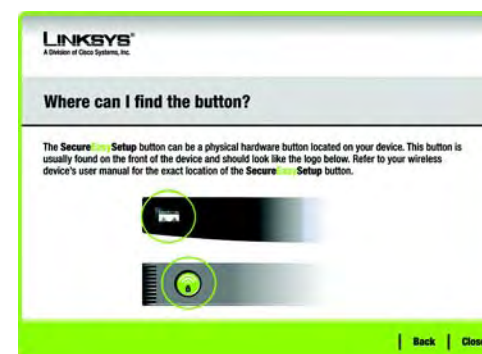 LINKSYS®
A Division of Cisco Systems, Inc.
Where can I find the button?
The SecureEasySetup button can be a physical hardware button located on your device. This button is
usually found on the front of the device and should look like the logo below. Refer to your wireless
device's user manual for the exact location of the SecureEasySetup button.
Back | Close